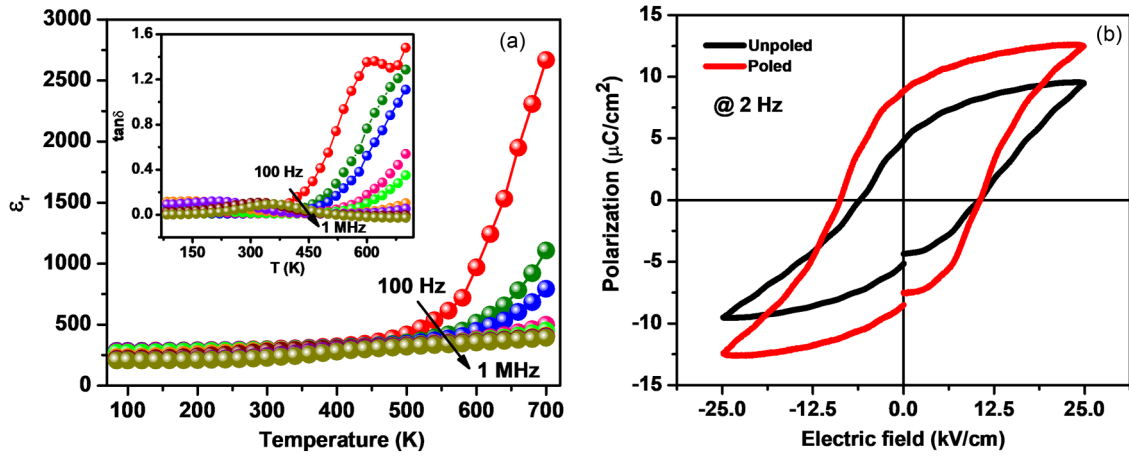 (a)
3000
2500
2000
1500
1000
500
0
εr
100 200 300 400 500 600 700
Temperature (K)
100 Hz
1 MHz
1.6
1.2
0.8
0.4
0.0
tanδ
150 300 450 600
T (K)
100 Hz
1 MHz
(b)
15
10
5
0
-5
-10
-15
Polarization (μC/cm2)
Unpoled
Poled
@ 2 Hz
-25.0 -12.5 0.0 12.5 25.0
Electric field (kV/cm)